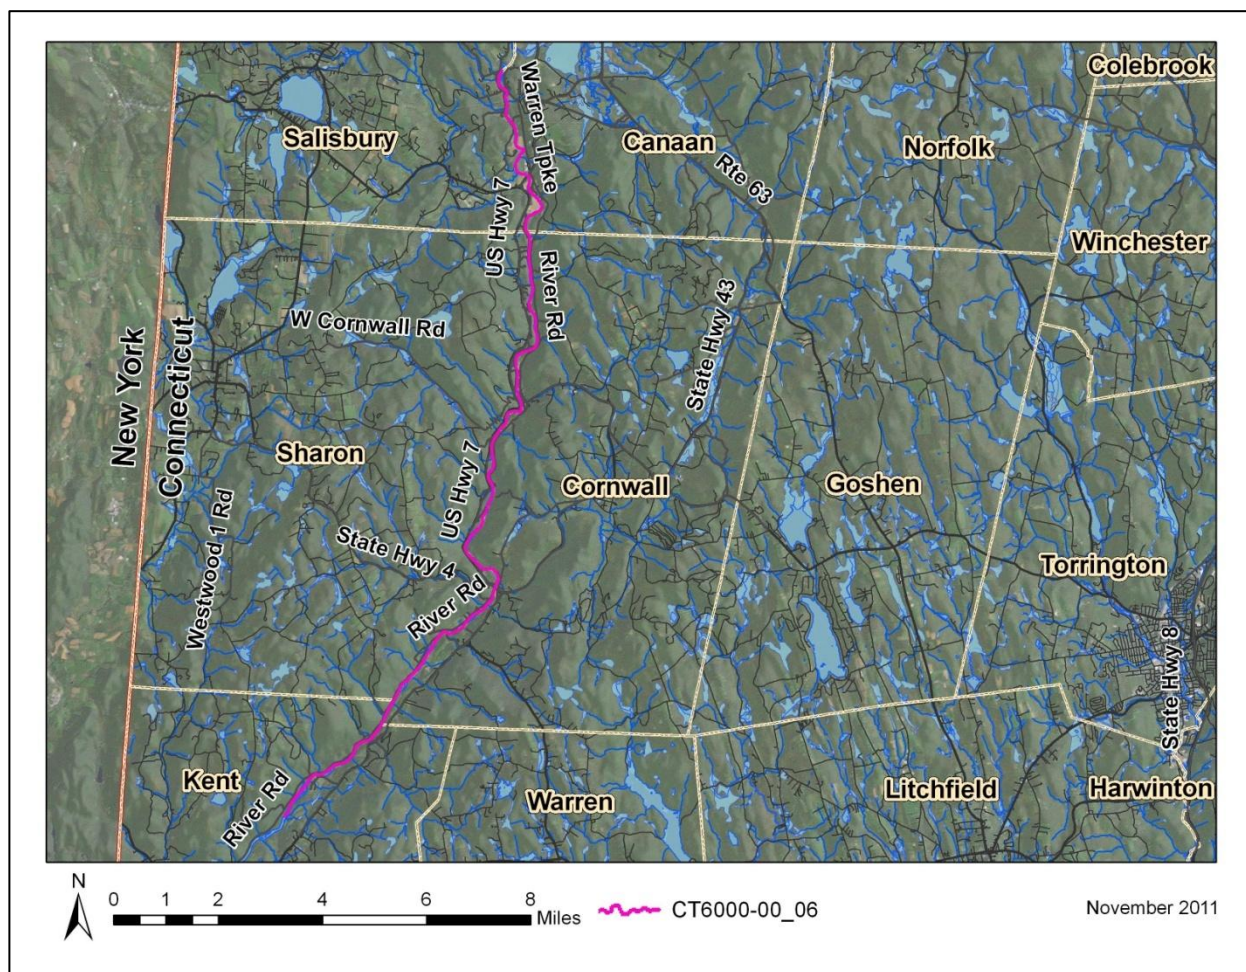 Colebrook
Salisbury
Warren Tpke
Canaan
Norfolk
Rte 63
US Hwy 7
River Rd
Winchester
State Hwy 43
W Cornwall Rd
New York
Connecticut
Sharon
US Hwy 7
Cornwall
Goshen
Westwood 1 Rd
State Hwy 4
River Rd
Torrington
State Hwy 8
Kent
River Rd
Warren
Litchfield
Harwinton
N
0 1 2 4 6 8 Miles
CT6000-00_06
November 2011